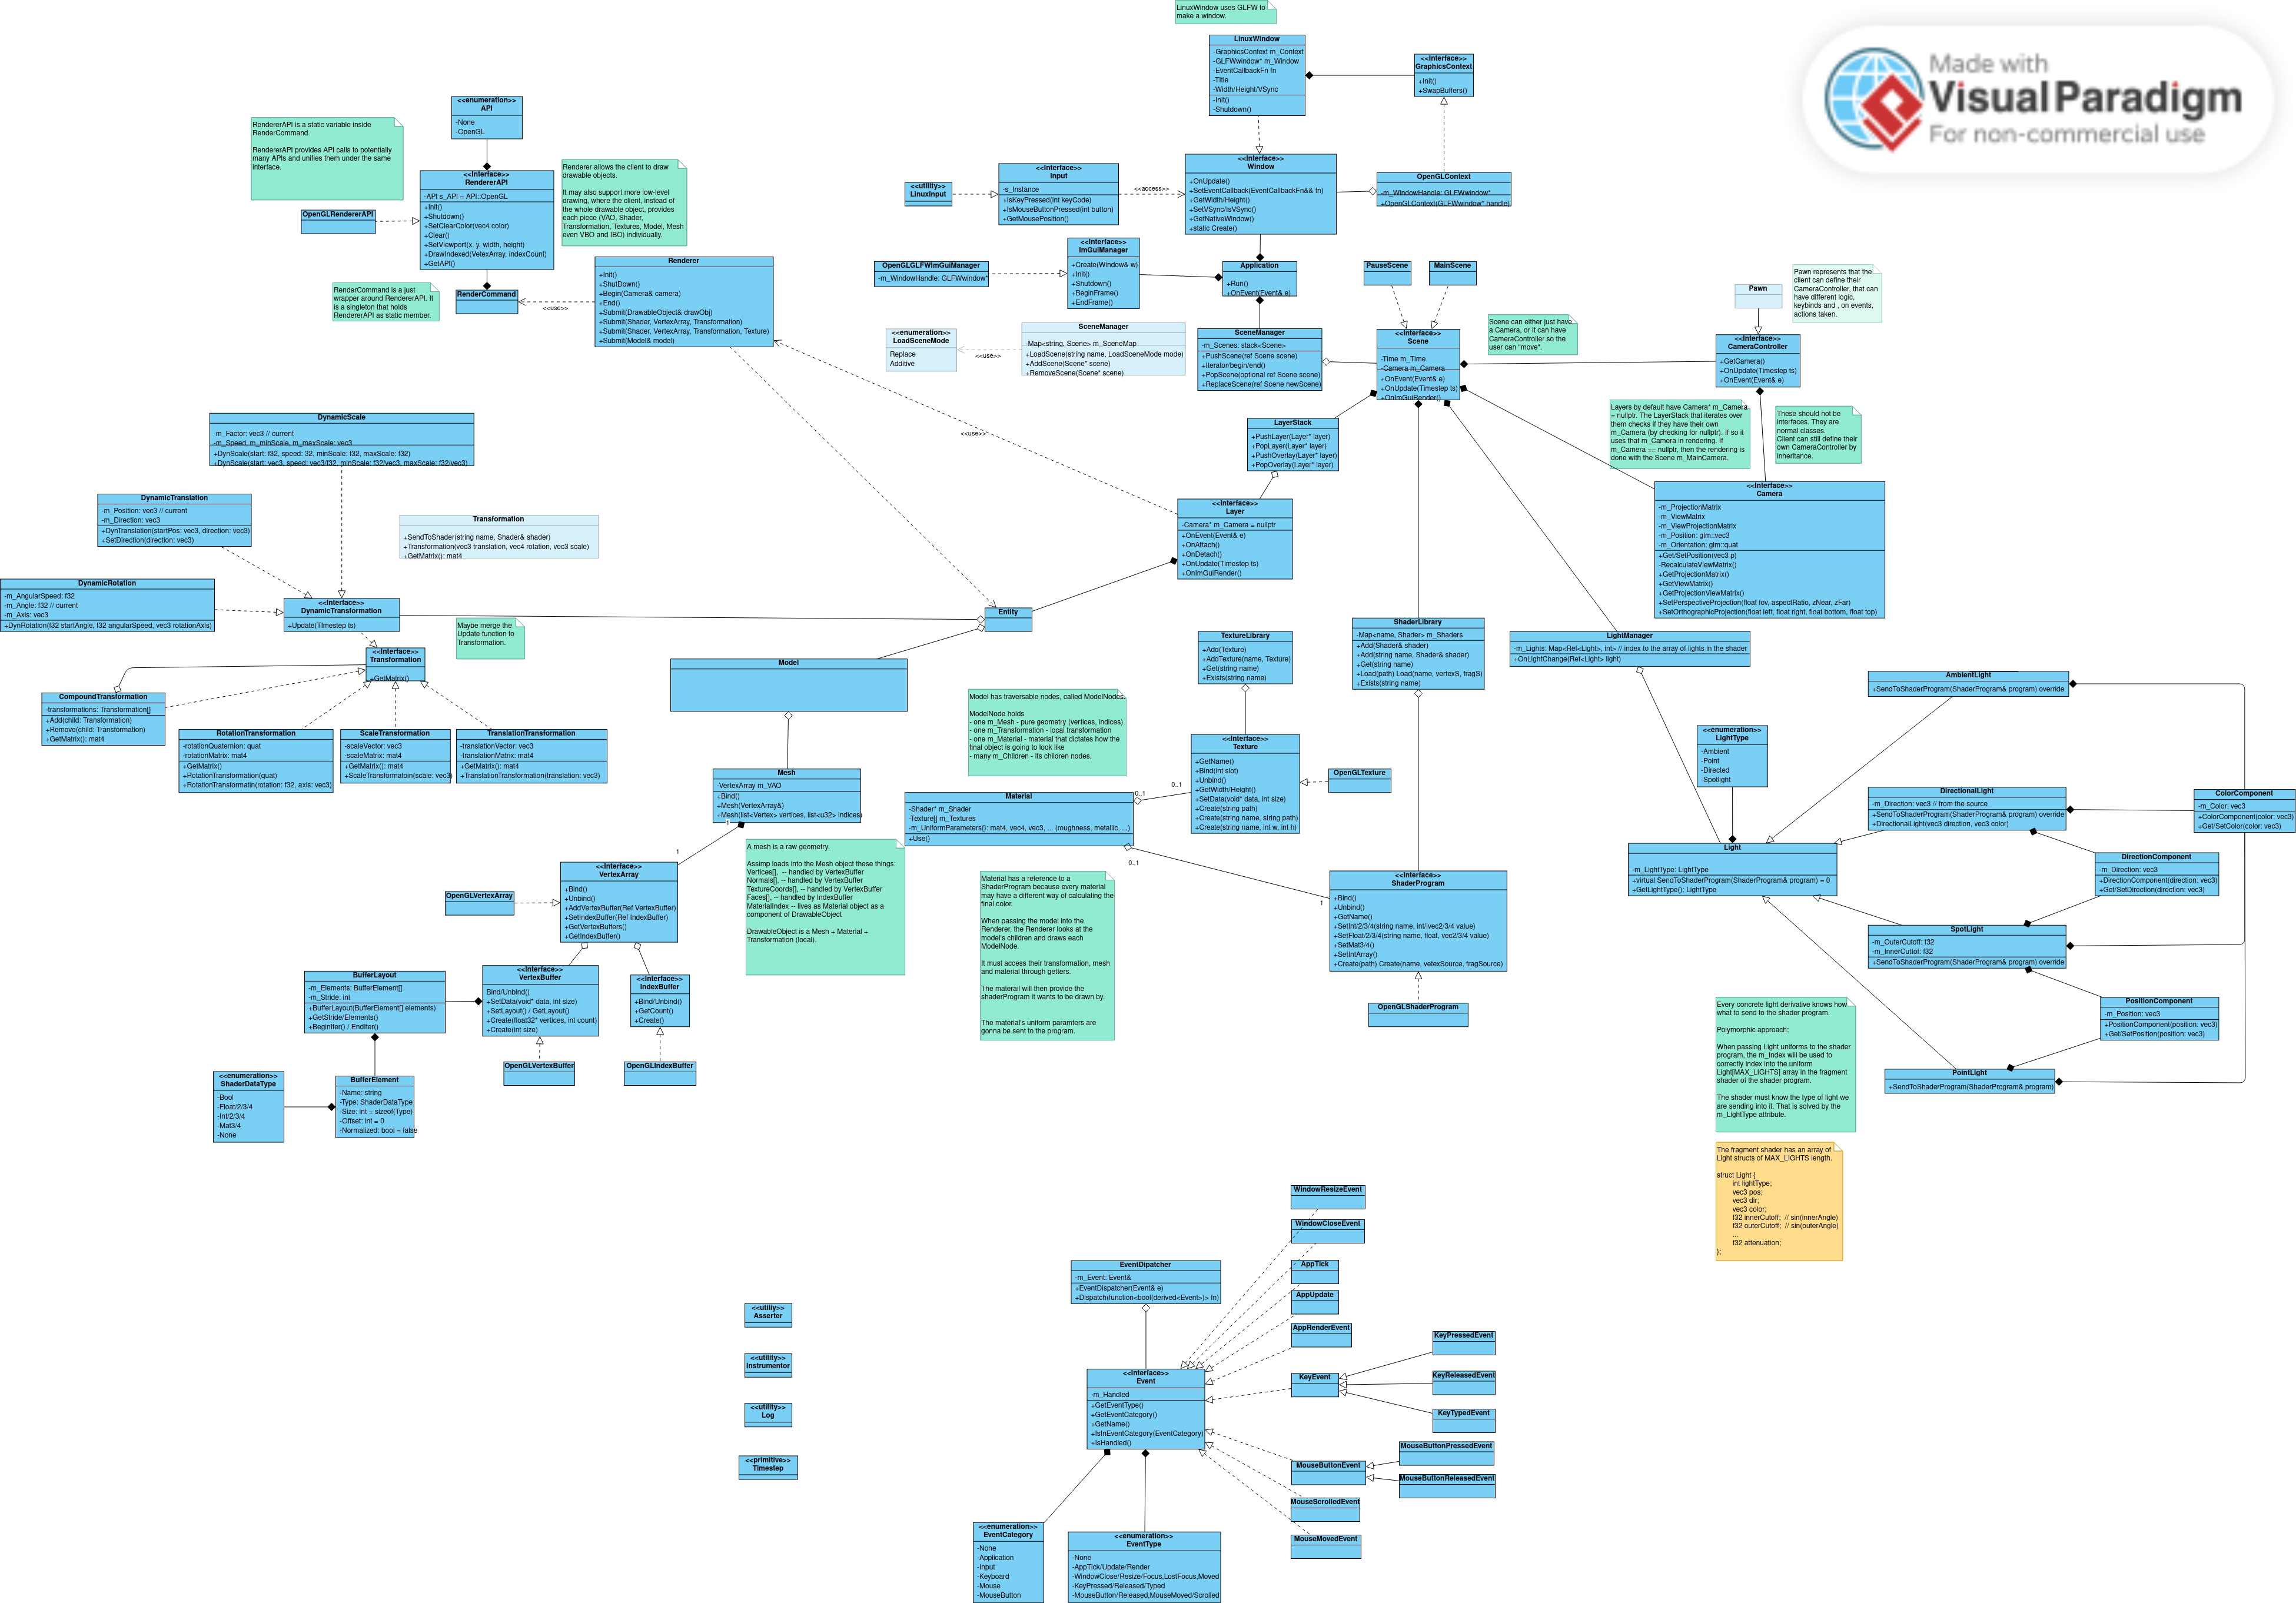 LinuxWindow uses GLFW to
make a window.
LinuxWindow
-GraphicsContext m_Context
-GLFWwindow* m_Window
-EventCallbackFn fn
-Title
-Width/Height/VSync
-Init()
-Shutdown()
<<Interface>>
GraphicsContext
+Init()
+SwapBuffers()
Made with
Visual Paradigm
For non-commercial use
<<enumeration>>
API
-None
-OpenGL
RendererAPI is a static variable inside
RenderCommand.
RendererAPI provides API calls to potentially
many APIs and unifies them under the same
interface.
<<Interface>>
RendererAPI
-API s_API = API::OpenGL
+Init()
+Shutdown()
+SetClearColor(vec4 color)
+Clear()
+SetViewport(x, y, width, height)
+DrawIndexed(VetexArray, indexCount)
+GetAPI()
OpenGLRendererAPI
Renderer allows the client to draw
drawable objects.
It may also support more low-level
drawing, where the client, instead of
the whole drawable object, provides
each piece (VAO, Shader,
Transformation, Textures, Model, Mesh
even VBO and IBO) individually.
<<utility>>
LinuxInput
<<Interface>>
Input
-s_Instance
+IsKeyPressed(int keyCode)
+IsMouseButtonPressed(int button)
+GetMousePosition()
<<access>>
<<Interface>>
Window
+OnUpdate()
+SetEventCallback(EventCallbackFn&& fn)
+GetWidth/Height()
+SetVSync/IsVSync()
+GetNativeWindow()
+static Create()
OpenGLContext
-m_WindowHandle: GLFWwindow*
+OpenGLContext(GLFWwindow* handle)
RenderCommand is a just
wrapper around RendererAPI. It
is a singleton that holds
RendererAPI as static member.
RenderCommand
<<use>>
Renderer
+Init()
+ShutDown()
+Begin(Camera& camera)
+End()
+Submit(DrawableObject& drawObj)
+Submit(Shader, VertexArray, Transformation)
+Submit(Shader, VertexArray, Transformation, Texture)
+Submit(Model& model)
OpenGLGLFWImGuiManager
-m_WindowHandle: GLFWwindow*
<<Interface>>
ImGuiManager
+Create(Window& w)
+Init()
+Shutdown()
+BeginFrame()
+EndFrame()
Application
+Run()
+OnEvent(Event& e)
PauseScene
MainScene
Pawn
Pawn represents that the
client can define their
CameraController, that can
have different logic,
keybinds and , on events,
actions taken.
<<enumeration>>
LoadSceneMode
Replace
Additive
<<use>>
SceneManager
-Map<string, Scene> m_SceneMap
+LoadScene(string name, LoadSceneMode mode)
+AddScene(Scene* scene)
+RemoveScene(Scene* scene)
SceneManager
-m_Scenes: stack<Scene>
+PushScene(ref Scene scene)
+Iterator/begin/end()
+PopScene(optional ref Scene scene)
+ReplaceScene(ref Scene newScene)
<<Interface>>
Scene
-Time m_Time
-Camera m_Camera
+OnEvent(Event& e)
+OnUpdate(Timestep ts)
+OnImGuiRender()
Scene can either just have
a Camera, or it can have
CameraController so the
user can "move".
<<Interface>>
CameraController
+GetCamera()
+OnUpdate(Timestep ts)
+OnEvent(Event& e)
Layers by default have Camera* m_Camera
= nullptr. The LayerStack that iterates over
them checks if they have their own
m_Camera (by checking for nullptr). If so it
uses that m_Camera in rendering. If
m_Camera == nullptr, then the rendering is
done with the Scene m_MainCamera.
These should not be
interfaces. They are
normal classes.
Client can still define their
own CameraController by
inheritance.
LayerStack
+PushLayer(Layer* layer)
+PopLayer(Layer* layer)
+PushOverlay(Layer* layer)
+PopOverlay(Layer* layer)
<<use>>
DynamicScale
-m_Factor: vec3 // current
-m_Speed, m_minScale, m_maxScale: vec3
+DynScale(start: f32, speed: 32, minScale: f32, maxScale: f32)
+DynScale(start: vec3, speed: vec3/f32, minScale: f32/vec3, maxScale: f32/vec3)
DynamicTranslation
-m_Position: vec3 // current
-m_Direction: vec3
+DynTranslation(startPos: vec3, direction: vec3)
+SetDirection(direction: vec3)
Transformation
+SendToShader(string name, Shader& shader)
+Transformation(vec3 translation, vec4 rotation, vec3 scale)
+GetMatrix(): mat4
<<Interface>>
Layer
-Camera* m_Camera = nullptr
+OnEvent(Event& e)
+OnAttach()
+OnDetach()
+OnUpdate(Timestep ts)
+OnImGuiRender()
<<Interface>>
Camera
-m_ProjectionMatrix
-m_ViewMatrix
-m_ViewProjectionMatrix
-m_Position: glm::vec3
-m_Orientation: glm::quat
+Get/SetPosition(vec3 p)
-RecalculateViewMatrix()
+GetProjectionMatrix()
+GetViewMatrix()
+GetProjectionViewMatrix()
+SetPerspectiveProjection(float fov, aspectRatio, zNear, zFar)
+SetOrthographicProjection(float left, float right, float bottom, float top)
DynamicRotation
-m_AngularSpeed: f32
-m_Angle: f32 // current
-m_Axis: vec3
+DynRotation(f32 startAngle, f32 angularSpeed, vec3 rotationAxis)
<<Interface>>
DynamicTransformation
+Update(TImestep ts)
Maybe merge the
Update function to
Transformation.
Entity
<<Interface>>
Transformation
+GetMatrix()
CompoundTransformation
-transformations: Transformation[]
+Add(child: Transformation)
+Remove(child: Transformation)
+GetMatrix(): mat4
RotationTransformation
-rotationQuaternion: quat
-rotationMatrix: mat4
+GetMatrix()
+RotationTransformation(quat)
+RotationTransformatin(rotation: f32, axis: vec3)
ScaleTransformation
-scaleVector: vec3
-scaleMatrix: mat4
+GetMatrix(): mat4
+ScaleTransformatoin(scale: vec3)
TranslationTransformation
-translationVector: vec3
-translationMatrix: mat4
+GetMatrix(): mat4
+TranslationTransformation(translation: vec3)
Model
Model has traversable nodes, called ModelNodes.
ModelNode holds
- one m_Mesh - pure geometry (vertices, indices)
- one m_Transformation - local transformation
- one m_Material - material that dictates how the
final object is going to look like
- many m_Children - its children nodes.
TextureLibrary
+Add(Texture)
+AddTexture(name, Texture)
+Get(string name)
+Exists(string name)
ShaderLibrary
-Map<name, Shader> m_Shaders
+Add(Shader& shader)
+Add(string name, Shader& shader)
+Get(string name)
+Load(path) Load(name, vertexS, fragS)
+Exists(string name)
LightManager
-m_Lights: Map<Ref<Light>, int> // index to the array of lights in the shader
+OnLightChange(Ref<Light> light)
AmbientLight
+SendToShaderProgram(ShaderProgram& program) override
<<enumeration>>
LightType
-Ambient
-Point
-Directed
-Spotlight
Mesh
-VertexArray m_VAO
+Bind()
+Mesh(VertexArray&)
+Mesh(list<Vertex> vertices, list<u32> indices)
1
1
Material
-Shader* m_Shader
-Texture[] m_Textures
-m_UniformParameters(): mat4, vec4, vec3, ... (roughness, metallic, ...)
+Use()
0..1
0..1
0..1
1
<<Interface>>
Texture
+GetName()
+Bind(int slot)
+Unbind()
+GetWidth/Height()
+SetData(void* data, int size)
+Create(string path)
+Create(string name, string path)
+Create(string name, int w, int h)
OpenGLTexture
DirectionalLight
-m_Direction: vec3 // from the source
+SendToShaderProgram(ShaderProgram& program) override
+DirectionalLight(vec3 direction, vec3 color)
ColorComponent
-m_Color: vec3
+ColorComponent(color: vec3)
+Get/SetColor(color: vec3)
Light
-m_LightType: LightType
+virtual SendToShaderProgram(ShaderProgram& program) = 0
+GetLightType(): LightType
DirectionComponent
-m_Direction: vec3
+DirectionComponent(direction: vec3)
+Get/SetDirection(direction: vec3)
A mesh is a raw geometry.
Assimp loads into the Mesh object these things:
Vertices[], -- handled by VertexBuffer
Normals[], -- handled by VertexBuffer
TextureCoords[], -- handled by VertexBuffer
Faces[], -- handled by IndexBuffer
MaterialIndex -- lives as Material object as a
component of DrawableObject
DrawableObject is a Mesh + Material +
Transformation (local).
<<Interface>>
VertexArray
+Bind()
+Unbind()
+AddVertexBuffer(Ref VertexBuffer)
+SetIndexBuffer(Ref IndexBuffer)
+GetVertexBuffers()
+GetIndexBuffer()
OpenGLVertexArray
Material has a reference to a
ShaderProgram because every material
may have a different way of calculating the
final color.
When passing the model into the
Renderer, the Renderer looks at the
model's children and draws each
ModelNode.
It must access their transformation, mesh
and material through getters.
The materail will then provide the
shaderProgram it wants to be drawn by.
The material's uniform paramters are
gonna be sent to the program.
<<Interface>>
ShaderProgram
+Bind()
+Unbind()
+GetName()
+SetInt/2/3/4(string name, int/ivec2/3/4 value)
+SetFloat/2/3/4(string name, float, vec2/3/4 value)
+SetMat3/4()
+SetIntArray()
+Create(path) Create(name, vetexSource, fragSource)
OpenGLShaderProgram
SpotLight
-m_OuterCutoff: f32
-m_InnerCuttof: f32
+SendToShaderProgram(ShaderProgram& program) override
PositionComponent
-m_Position: vec3
+PositionComponent(position: vec3)
+Get/SetPosition(position: vec3)
PointLight
+SendToShaderProgram(ShaderProgram& program)
BufferLayout
-m_Elements: BufferElement[]
-m_Stride: int
+BufferLayout(BufferElement[] elements)
+GetStride/Elements()
+BeginIter() / EndIter()
<<Interface>>
VertexBuffer
Bind/Unbind()
+SetData(void* data, int size)
+SetLayout() / GetLayout()
+Create(float32* vertices, int count)
+Create(int size)
<<Interface>>
IndexBuffer
+Bind/Unbind()
+GetCount()
+Create()
OpenGLVertexBuffer
OpenGLIndexBuffer
<<enumeration>>
ShaderDataType
-Bool
-Float/2/3/4
-Int/2/3/4
-Mat3/4
-None
BufferElement
-Name: string
-Type: ShaderDataType
-Size: int = sizeof(Type)
-Offset: int = 0
-Normalized: bool = false
Every concrete light derivative knows how
what to send to the shader program.
Polymorphic approach:
When passing Light uniforms to the shader
program, the m_Index will be used to
correctly index into the uniform
Light[MAX_LIGHTS] array in the fragment
shader of the shader program.
The shader must know the type of light we
are sending into it. That is solved by the
m_LightType attribute.
The fragment shader has an array of
Light structs of MAX_LIGHTS length.
struct Light {
int lightType;
vec3 pos;
vec3 dir;
vec3 color;
f32 innerCutoff; // sin(innerAngle)
f32 outerCutoff; // sin(outerAngle)
...
f32 attenuation;
};
WindowResizeEvent
WindowCloseEvent
AppTick
AppUpdate
AppRenderEvent
EventDipatcher
-m_Event: Event&
+EventDispatcher(Event& e)
+Dispatch(function<bool(derived<Event>)> fn)
<<utiliy>>
Asserter
<<utility>>
Instrumentor
<<utility>>
Log
<<primitive>>
Timestep
<<Interface>>
Event
-m_Handled
+GetEventType()
+GetEventCategory()
+GetName()
+IsInEventCategory(EventCategory)
+IsHandled()
KeyEvent
KeyPressedEvent
KeyReleasedEvent
KeyTypedEvent
MouseButtonEvent
MouseButtonPressedEvent
MouseButtonReleasedEvent
MouseScrolledEvent
MouseMovedEvent
<<enumeration>>
EventCategory
-None
-Application
-Input
-Keyboard
-Mouse
-MouseButton
<<enumeration>>
EventType
-None
-AppTick/Update/Render
-WindowClose/Resize/Focus,LostFocus,Moved
-KeyPressed/Released/Typed
-MouseButton/Released,MouseMoved/Scrolled